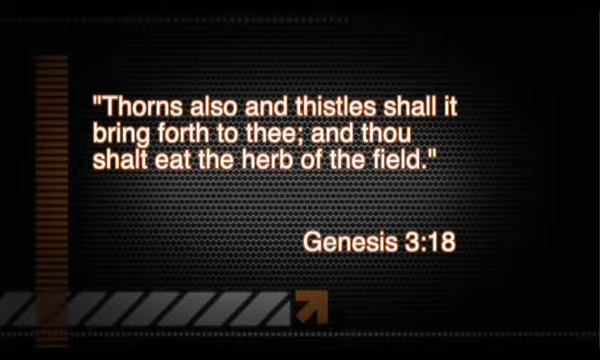 "Thorns also and thistles shall it
bring forth to thee; and thou
shalt eat the herb of the field."
Genesis 3:18